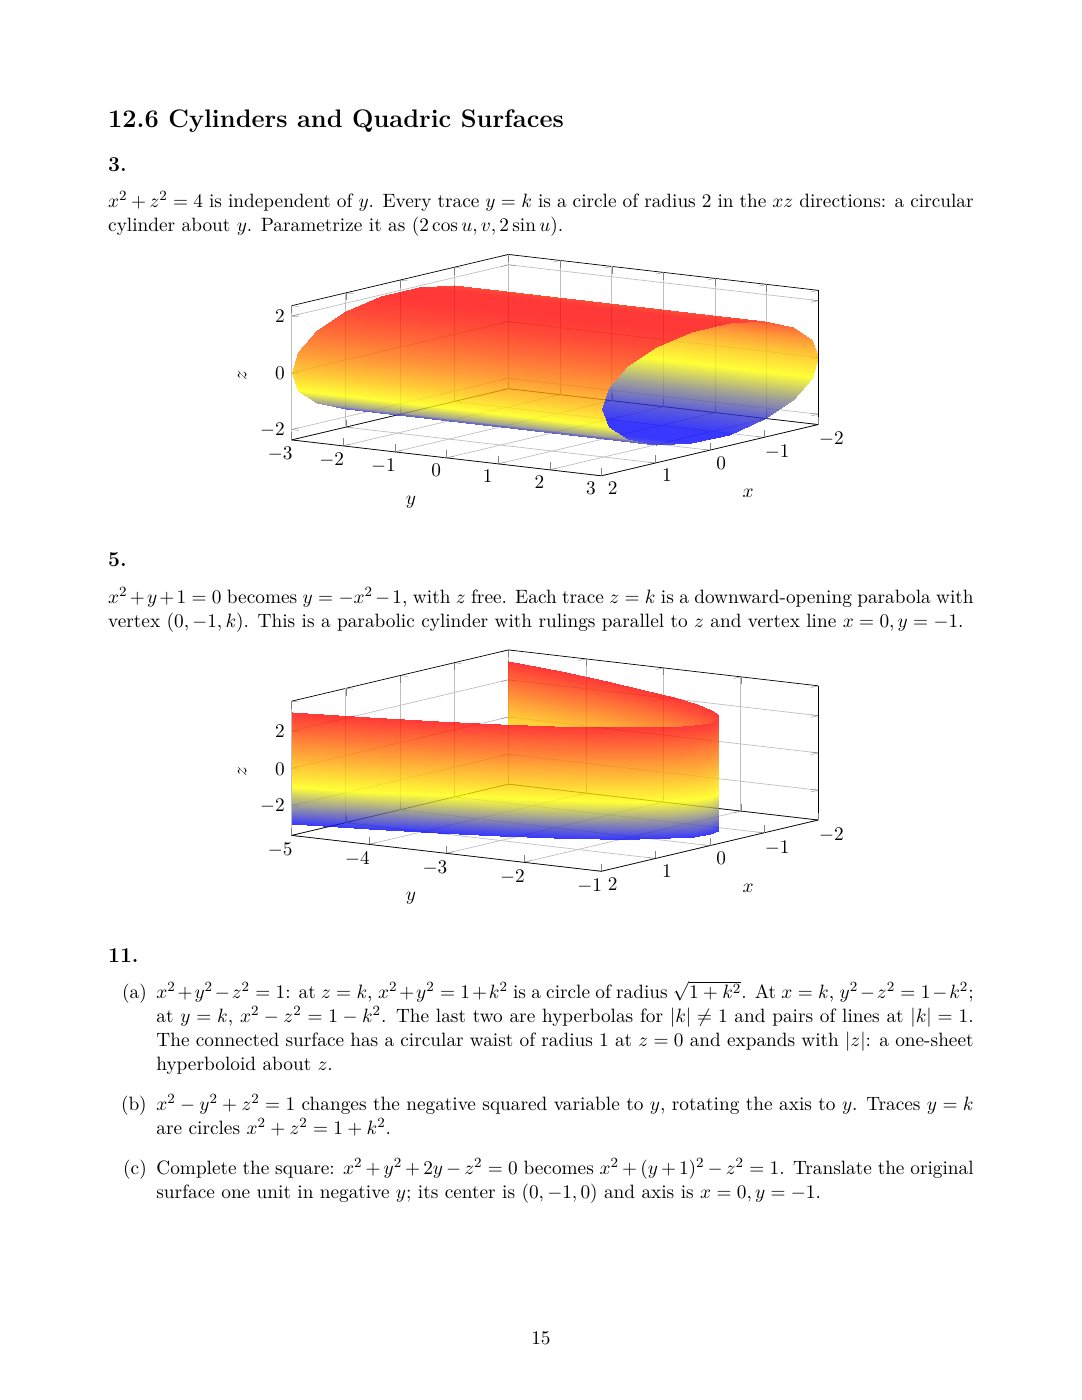 12.6 Cylinders and Quadric Surfaces
3.
x² + z² = 4 is independent of y. Every trace y = k is a circle of radius 2 in the xz directions: a circular
cylinder about y. Parametrize it as (2 cos u, v, 2 sin u).
2
0
−2
z
−3
−2
−1
0
1
2
3
y
2
1
0
−1
−2
x
5.
x² + y + 1 = 0 becomes y = −x² − 1, with z free. Each trace z = k is a downward-opening parabola with
vertex (0, −1, k). This is a parabolic cylinder with rulings parallel to z and vertex line x = 0, y = −1.
2
0
−2
z
−5
−4
−3
−2
−1
y
2
1
0
−1
−2
x
11.
(a) x² + y² − z² = 1: at z = k, x² + y² = 1 + k² is a circle of radius √(1 + k²). At x = k, y² − z² = 1 − k²;
at y = k, x² − z² = 1 − k². The last two are hyperbolas for |k| ≠ 1 and pairs of lines at |k| = 1.
The connected surface has a circular waist of radius 1 at z = 0 and expands with |z|: a one-sheet
hyperboloid about z.
(b) x² − y² + z² = 1 changes the negative squared variable to y, rotating the axis to y. Traces y = k
are circles x² + z² = 1 + k².
(c) Complete the square: x² + y² + 2y − z² = 0 becomes x² + (y + 1)² − z² = 1. Translate the original
surface one unit in negative y; its center is (0, −1, 0) and axis is x = 0, y = −1.
15